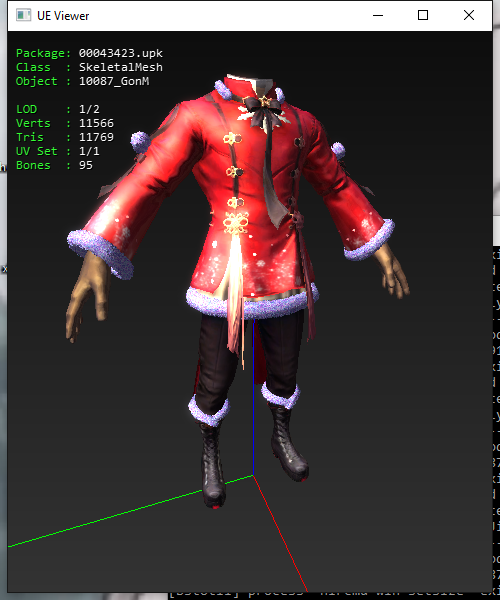 UE Viewer
Package: 00043423.upk
Class : SkeletalMesh
Object : 10087_GonM
LOD : 1/2
Verts : 11566
Tris : 11769
UV Set : 1/1
Bones : 95